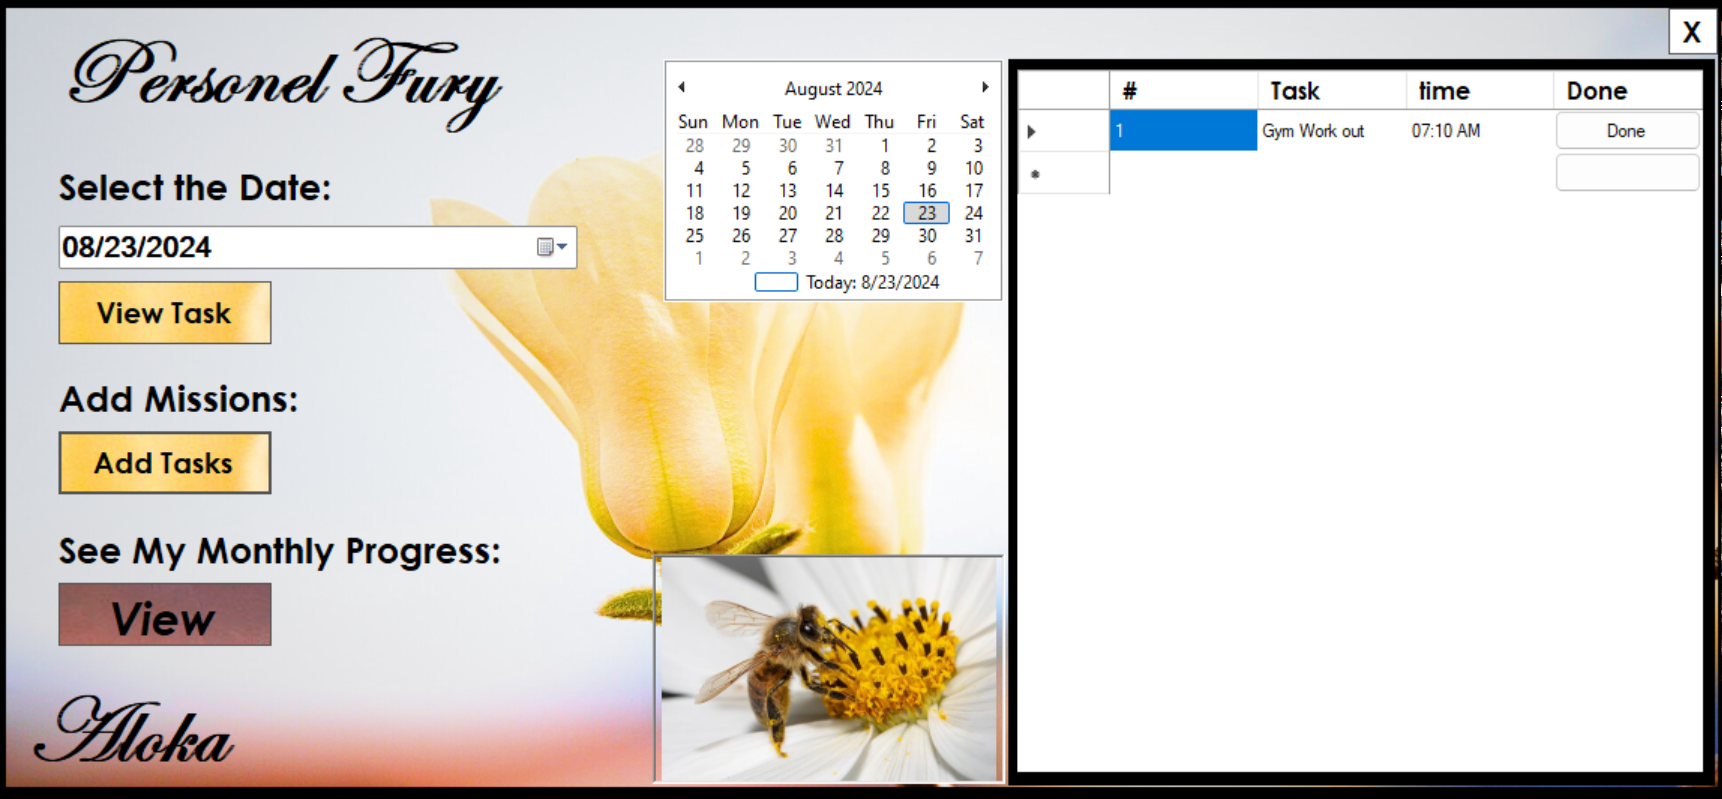 Personel Fury
Select the Date:
08/23/2024
View Task
Add Missions:
Add Tasks
See My Monthly Progress:
View
Aloka
August 2024
Sun Mon Tue Wed Thu Fri Sat
28 29 30 31 1 2 3
4 5 6 7 8 9 10
11 12 13 14 15 16 17
18 19 20 21 22 23 24
25 26 27 28 29 30 31
1 2 3 4 5 6 7
Today: 8/23/2024
X
# Task time Done
1 Gym Work out 07:10 AM Done